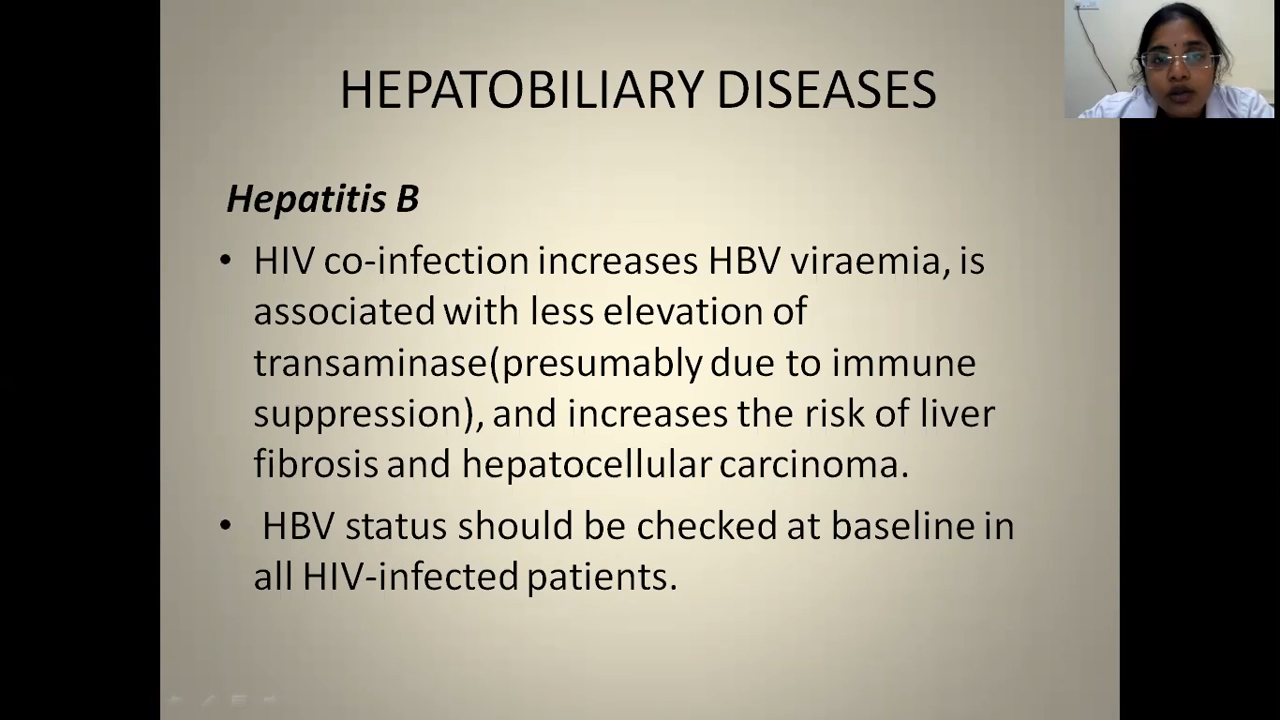 HEPATOBILIARY DISEASES
Hepatitis B
• HIV co-infection increases HBV viraemia, is
associated with less elevation of
transaminase(presumably due to immune
suppression), and increases the risk of liver
fibrosis and hepatocellular carcinoma.
• HBV status should be checked at baseline in
all HIV-infected patients.